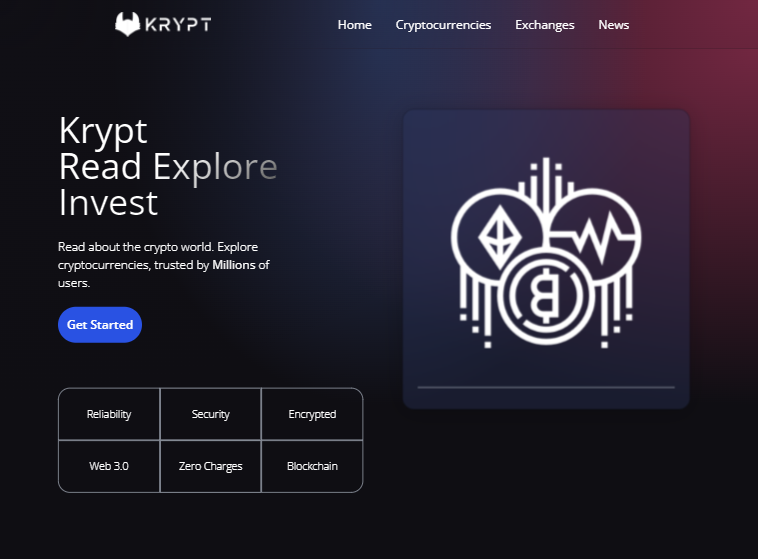 KRYPT
Home Cryptocurrencies Exchanges News
Krypt
Read Explore
Invest
Read about the crypto world. Explore
cryptocurrencies, trusted by Millions of
users.
Get Started
Reliability Security Encrypted
Web 3.0 Zero Charges Blockchain